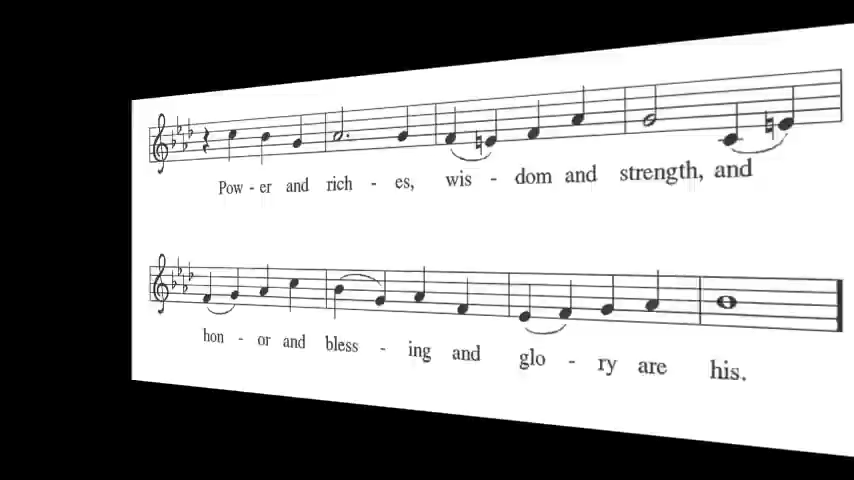 Pow - er and rich - es, wis - dom and strength, and
hon - or and bless - ing and glo - ry are his.